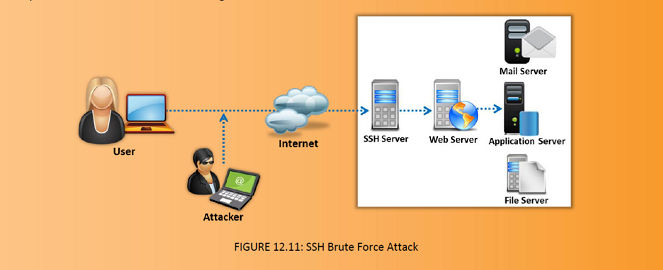 Mail Server
User
Internet
SSH Server
Web Server
Application Server
Attacker
File Server
FIGURE 12.11: SSH Brute Force Attack